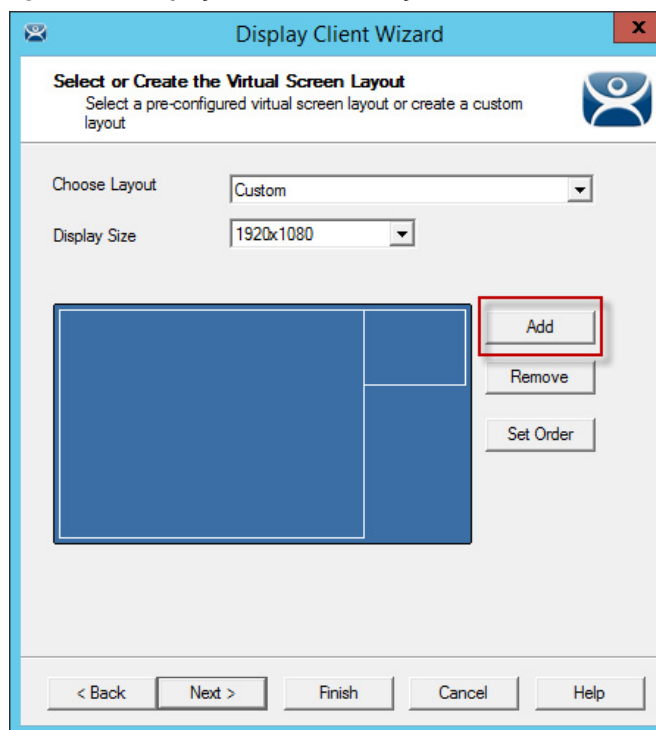 Display Client Wizard
x
Select or Create the Virtual Screen Layout
Select a pre-configured virtual screen layout or create a custom
layout
Choose Layout
Custom
Display Size
1920x1080
Add
Remove
Set Order
< Back
Next >
Finish
Cancel
Help